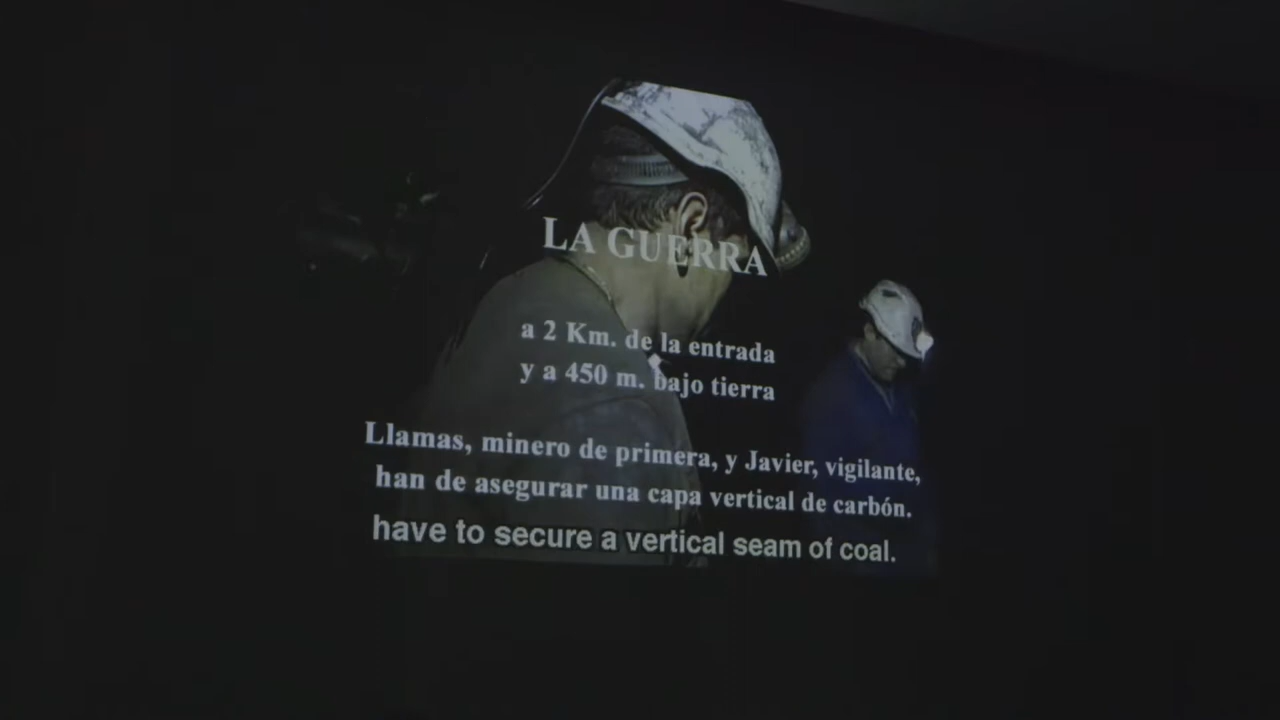 LA GUERRA
a 2 Km. de la entrada
y a 450 m. bajo tierra
Llamas, minero de primera, y Javier, vigilante,
han de asegurar una capa vertical de carbón.
have to secure a vertical seam of coal.